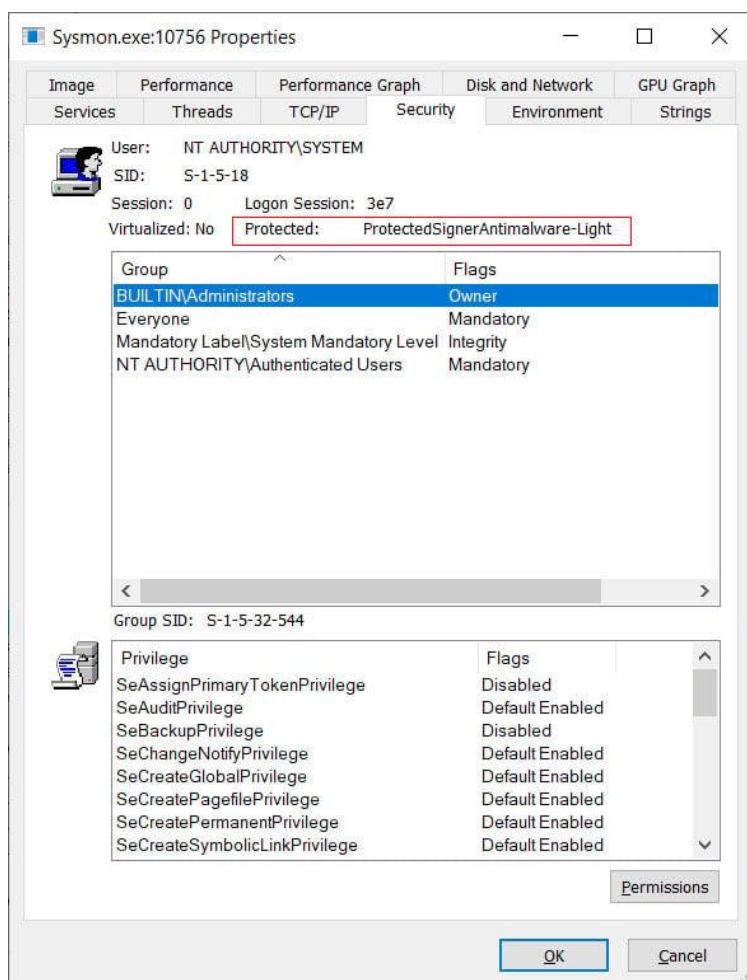 Sysmon.exe:10756 Properties
Image Performance Performance Graph Disk and Network GPU Graph
Services Threads TCP/IP Security Environment Strings
User: NT AUTHORITY\SYSTEM
SID: S-1-5-18
Session: 0 Logon Session: 3e7
Virtualized: No Protected: ProtectedSignerAntimalware-Light
Group Flags
BUILTIN\Administrators Owner
Everyone Mandatory
Mandatory Label\System Mandatory Level Integrity
NT AUTHORITY\Authenticated Users Mandatory
Group SID: S-1-5-32-544
Privilege Flags
SeAssignPrimaryTokenPrivilege Disabled
SeAuditPrivilege Default Enabled
SeBackupPrivilege Disabled
SeChangeNotifyPrivilege Default Enabled
SeCreateGlobalPrivilege Default Enabled
SeCreatePagefilePrivilege Default Enabled
SeCreatePermanentPrivilege Default Enabled
SeCreateSymbolicLinkPrivilege Default Enabled
Permissions
OK Cancel